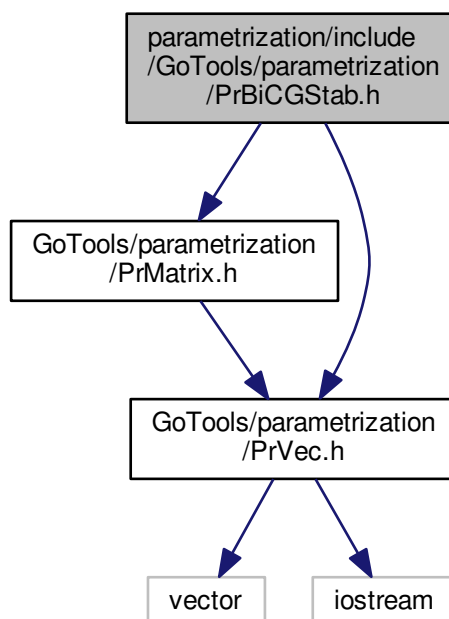 parametrization/include
/GoTools/parametrization
/PrBiCGStab.h
GoTools/parametrization
/PrMatrix.h
GoTools/parametrization
/PrVec.h
vector
iostream